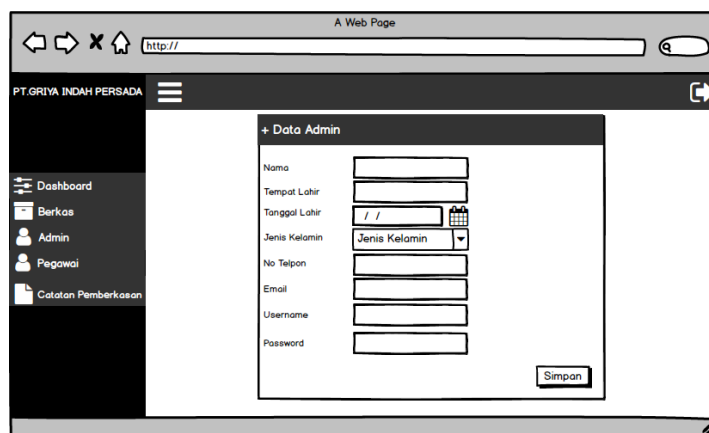 A Web Page
http://
PT.GRIYA INDAH PERSADA
Dashboard
Berkas
Admin
Pegawai
Catatan Pemberkasan
+ Data Admin
Nama
Tempat Lahir
Tanggal Lahir / /
Jenis Kelamin Jenis Kelamin
No Telpon
Email
Username
Password
Simpan